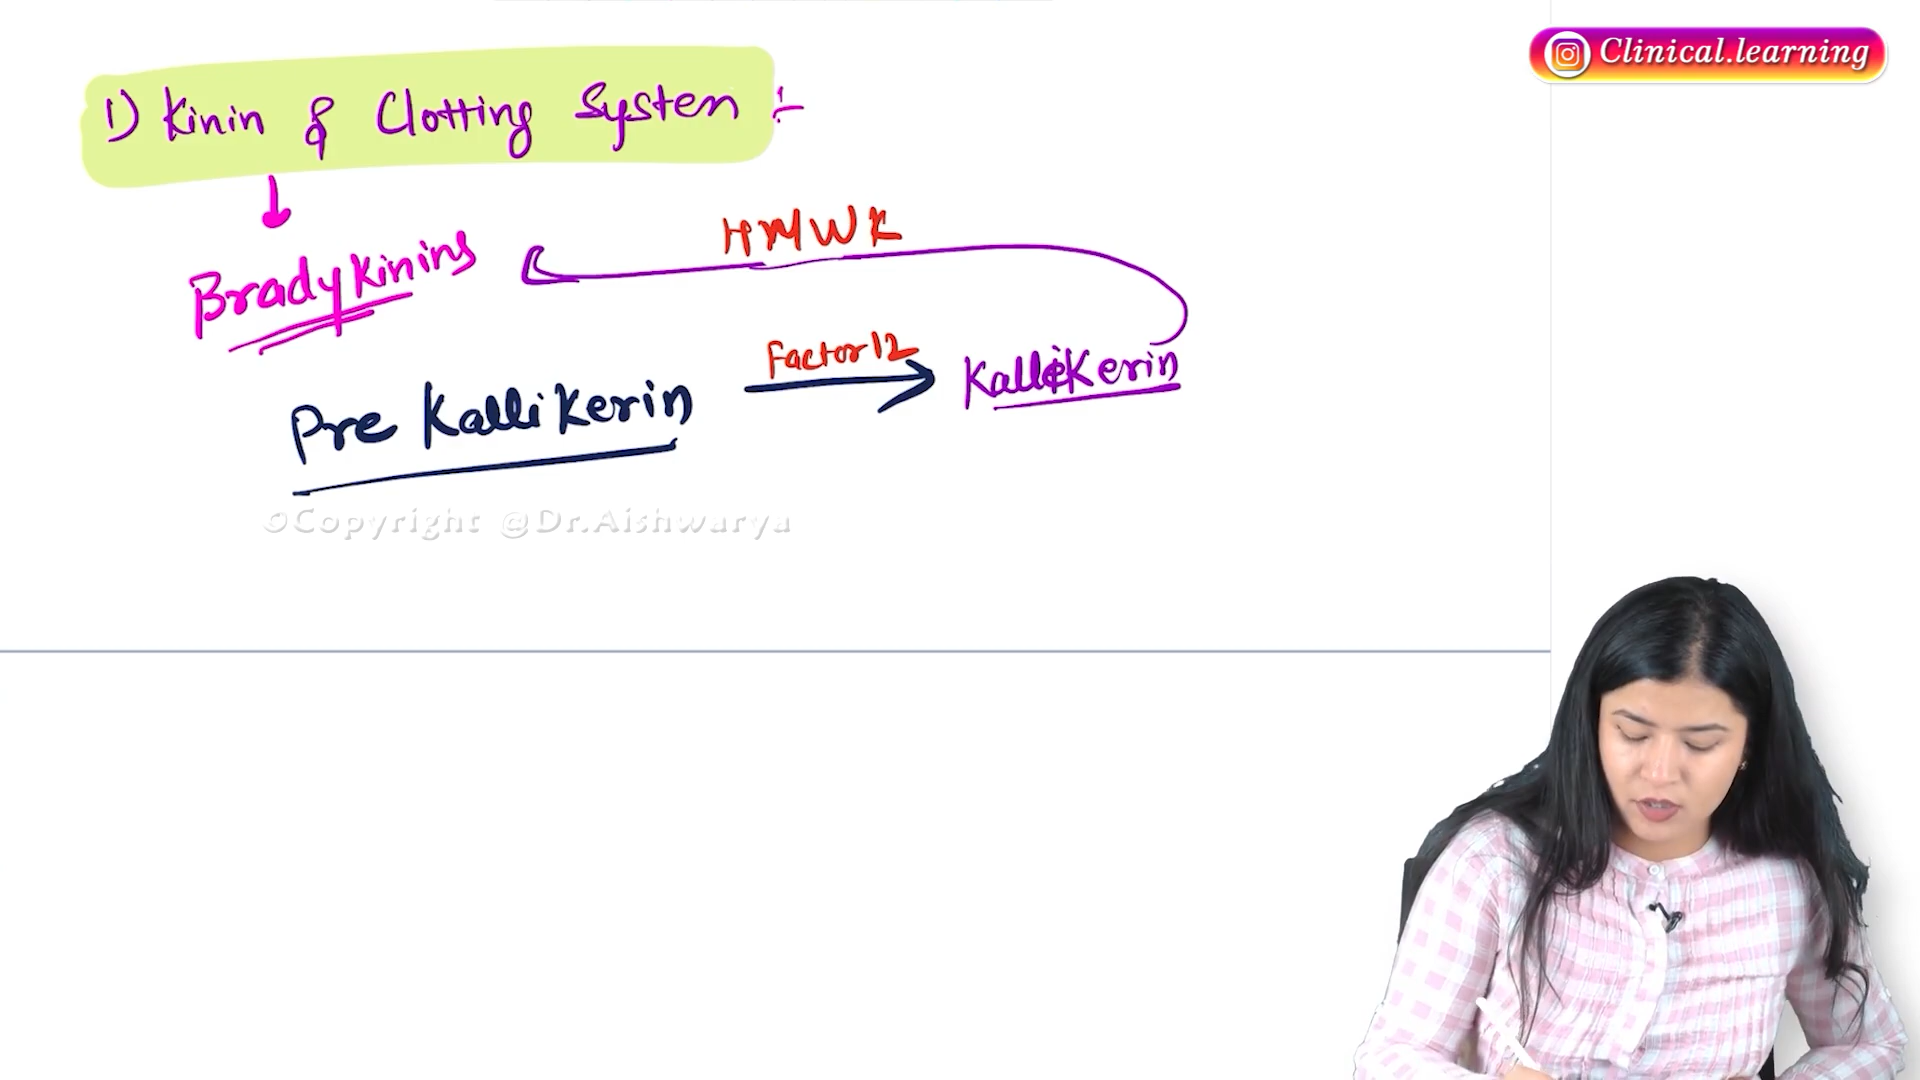 Clinical.learning
1) Kinin & Clotting System :-
Bradykinins
HMWK
Factor 12
Pre Kallikerin
Kallikerin
©Copyright @Dr.Aishwarya